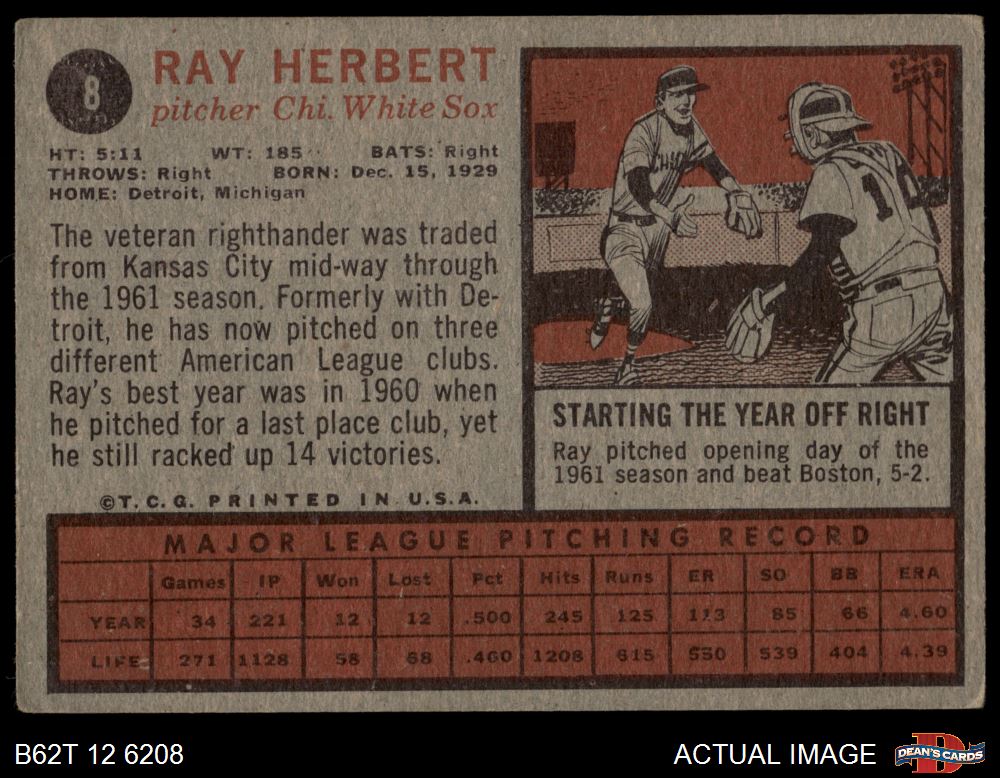 8
RAY HERBERT
pitcher Chi. White Sox
HT: 5:11 WT: 185 BATS: Right
THROWS: Right BORN: Dec. 15, 1929
HOME: Detroit, Michigan
The veteran righthander was traded
from Kansas City mid-way through
the 1961 season. Formerly with De-
troit, he has now pitched on three
different American League clubs.
Ray's best year was in 1960 when
he pitched for a last place club, yet
he still racked up 14 victories.
©T.C.G. PRINTED IN U.S.A.
STARTING THE YEAR OFF RIGHT
Ray pitched opening day of the
1961 season and beat Boston, 5-2.
MAJOR LEAGUE PITCHING RECORD
Games IP Won Lost Pct Hits Runs ER SO BB ERA
YEAR 34 221 12 12 .500 245 125 113 85 66 4.60
LIFE 271 1128 58 68 .460 1208 615 550 539 404 4.39
B62T 12 6208
ACTUAL IMAGE
DEAN'S CARDS